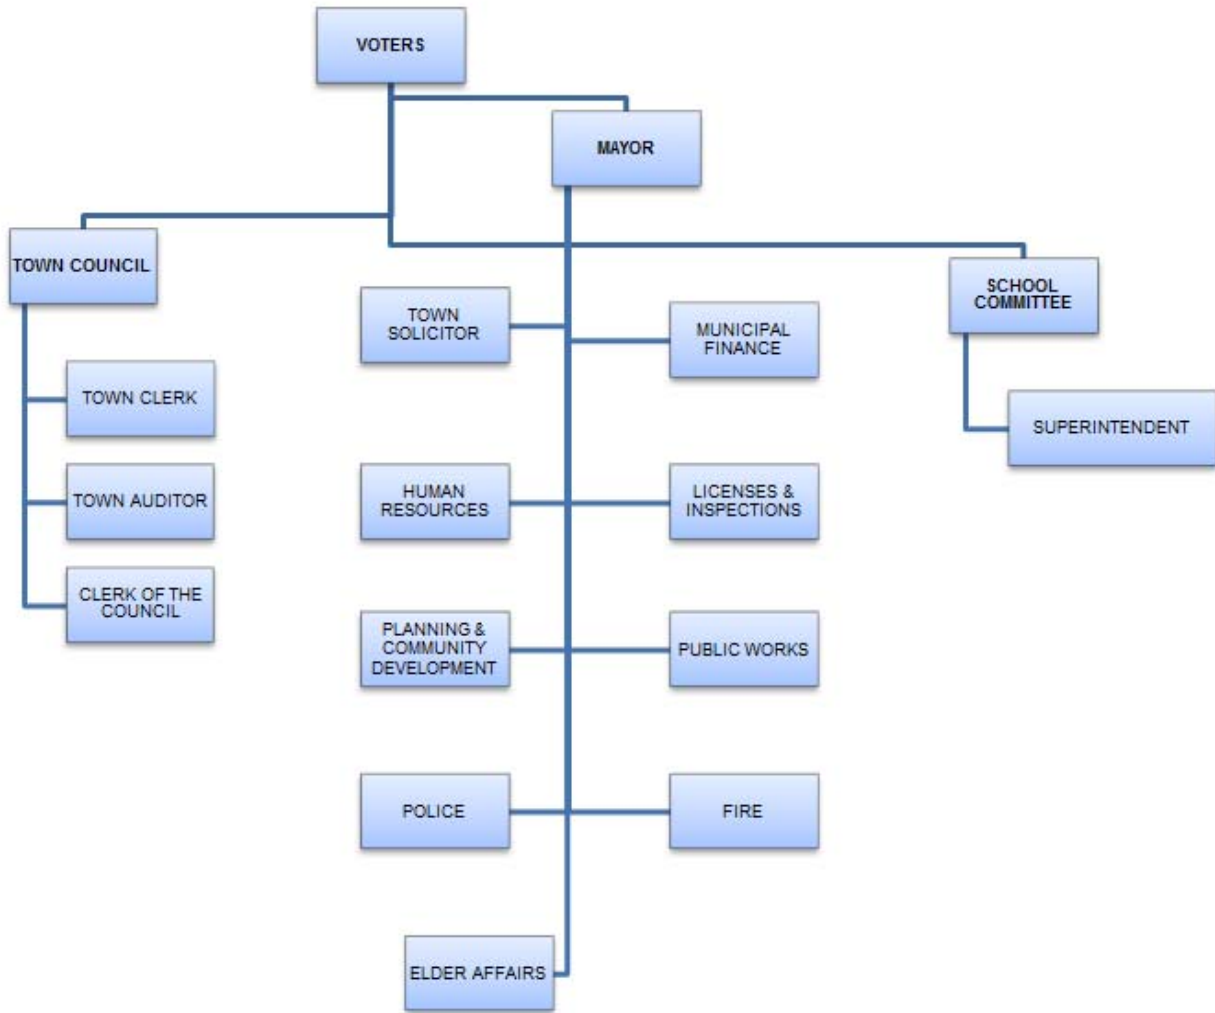 VOTERS
MAYOR
TOWN COUNCIL
SCHOOL
COMMITTEE
TOWN
SOLICITOR
MUNICIPAL
FINANCE
TOWN CLERK
SUPERINTENDENT
TOWN AUDITOR
HUMAN
RESOURCES
LICENSES &
INSPECTIONS
CLERK OF THE
COUNCIL
PLANNING &
COMMUNITY
DEVELOPMENT
PUBLIC WORKS
POLICE
FIRE
ELDER AFFAIRS